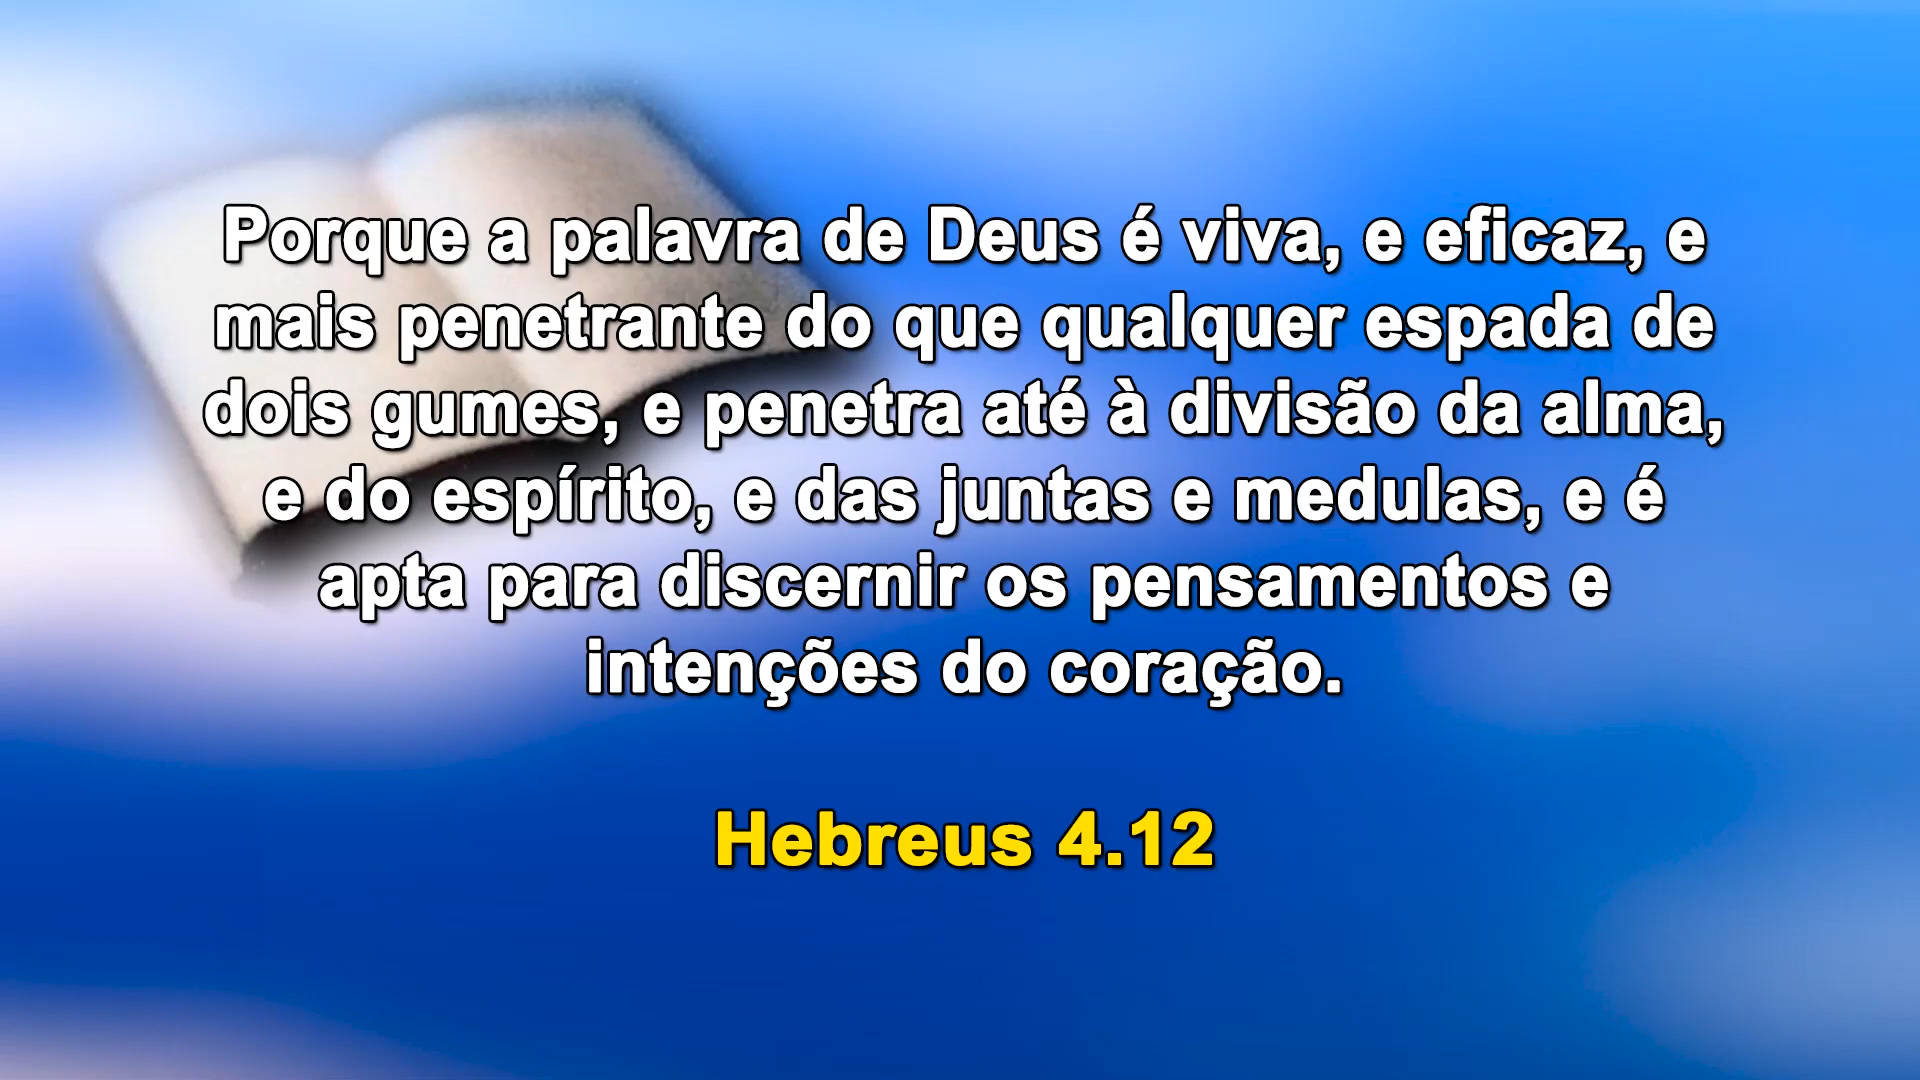 Porque a palavra de Deus é viva, e eficaz, e
mais penetrante do que qualquer espada de
dois gumes, e penetra até à divisão da alma,
e do espírito, e das juntas e medulas, e é
apta para discernir os pensamentos e
intenções do coração.
Hebreus 4.12